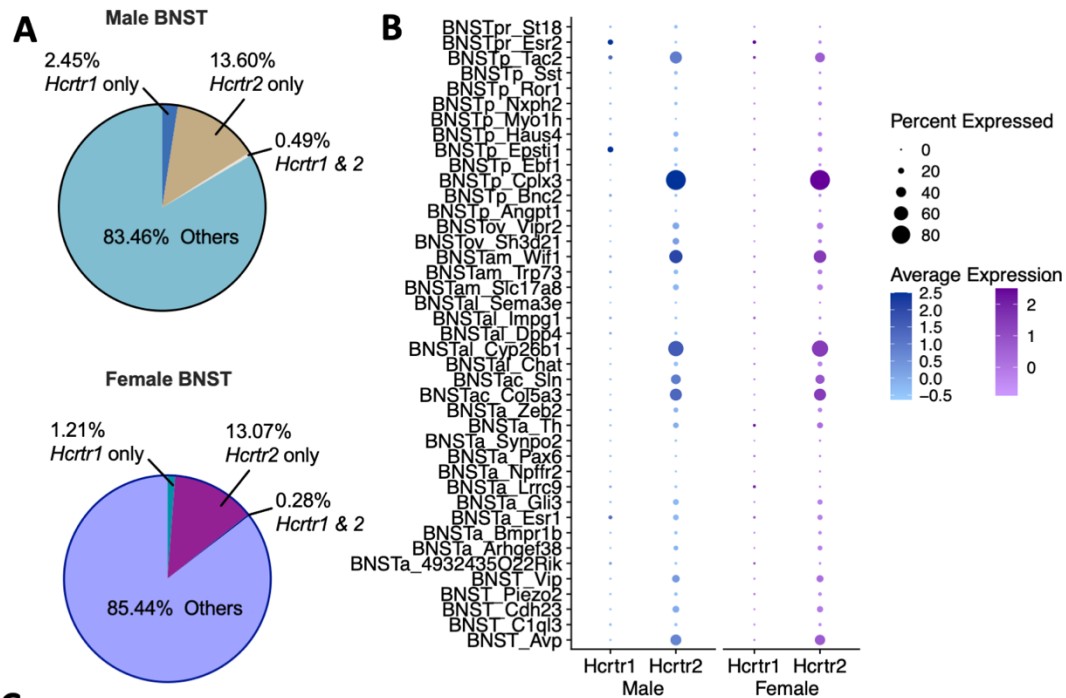 A
Male BNST
2.45%
Hcrtr1 only
13.60%
Hcrtr2 only
0.49%
Hcrtr1 & 2
83.46% Others
Female BNST
1.21%
Hcrtr1 only
13.07%
Hcrtr2 only
0.28%
Hcrtr1 & 2
85.44% Others
B
BNSTpr_St18
BNSTpr_Esr2
BNSTp_Tac2
BNSTp_Sst
BNSTp_Ror1
BNSTp_Nxph2
BNSTp_Myo1h
BNSTp_Haus4
BNSTp_Epsti1
BNSTp_Ebf1
BNSTp_Cplx3
BNSTp_Bnc2
BNSTp_Angpt1
BNSTov_Vipr2
BNSTov_Sh3d21
BNSTam_Wif1
BNSTam_Trp73
BNSTam_Slc17a8
BNSTal_Sema3e
BNSTal_Impg1
BNSTal_Dpp4
BNSTal_Cyp26b1
BNSTal_Chat
BNSTac_Sln
BNSTac_Col5a3
BNSTa_Zeb2
BNSTa_Th
BNSTa_Synpo2
BNSTa_Pax6
BNSTa_Npffr2
BNSTa_Lrrc9
BNSTa_Gli3
BNSTa_Esr1
BNSTa_Bmpr1b
BNSTa_Arhgef38
BNSTa_4932435O22Rik
BNST_Vip
BNST_Piezo2
BNST_Cdh23
BNST_C1ql3
BNST_Avp
Hcrtr1 Hcrtr2 Hcrtr1 Hcrtr2
Male Female
Percent Expressed
0
20
40
60
80
Average Expression
2.5
2.0
1.5
1.0
0.5
0.0
−0.5
2
1
0